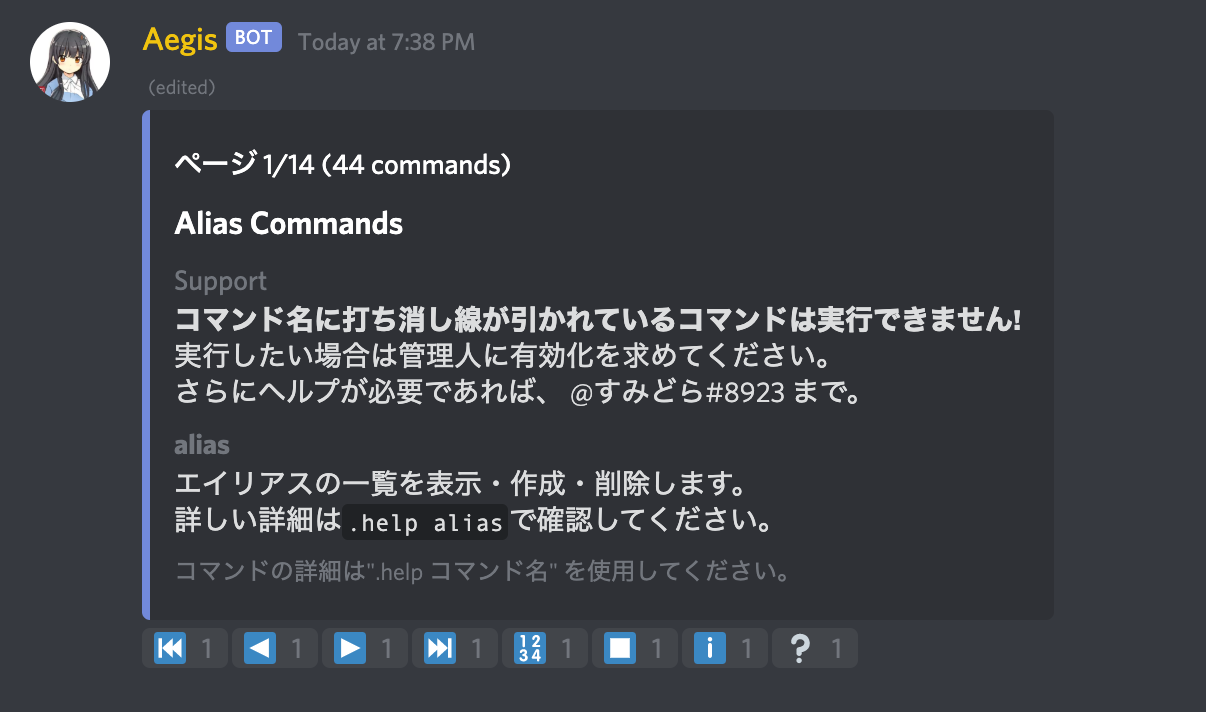 Aegis BOT Today at 7:38 PM
(edited)
ページ 1/14 (44 commands)
Alias Commands
Support
コマンド名に打ち消し線が引かれているコマンドは実行できません!
実行したい場合は管理人に有効化を求めてください。
さらにヘルプが必要であれば、 @すみどら#8923 まで。
alias
エイリアスの一覧を表示・作成・削除します。
詳しい詳細は.help aliasで確認してください。
コマンドの詳細は".help コマンド名" を使用してください。
⏮ 1 ◀ 1 ▶ 1 ⏭ 1 🔢 1 ⏹ 1 ℹ 1 ❔ 1